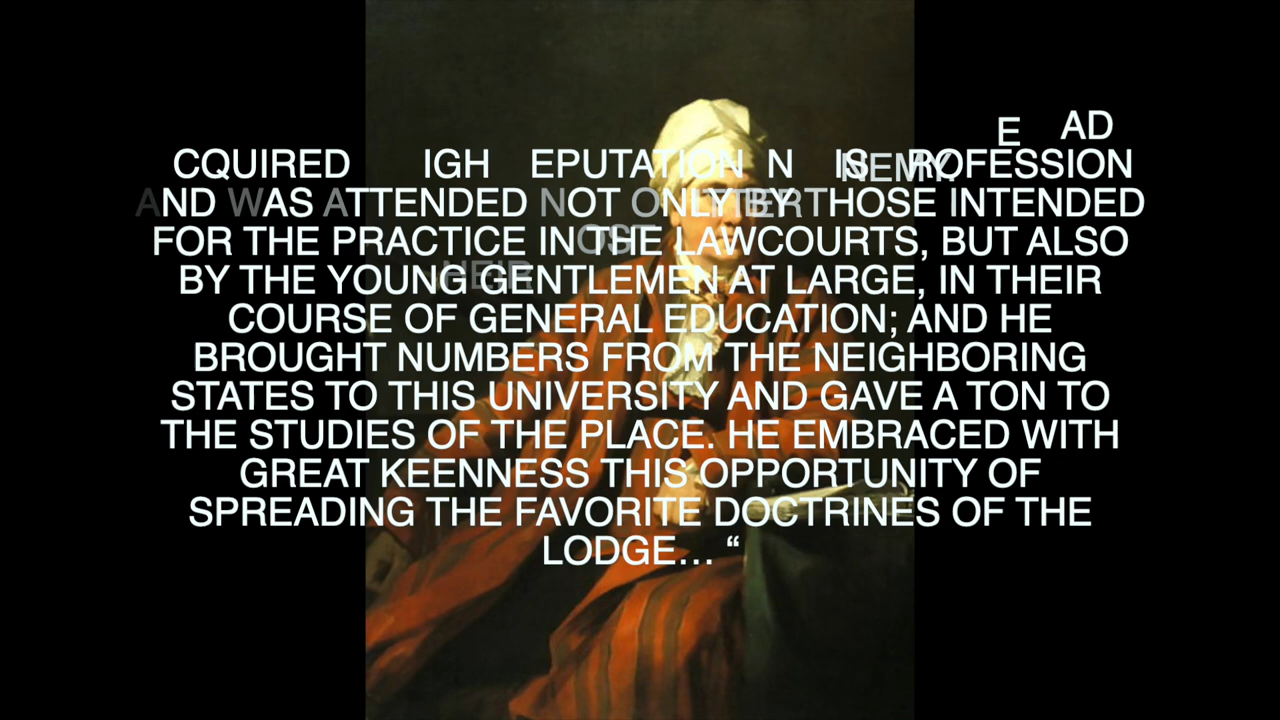 E AD
CQUIRED IGH EPUTATION N IS ROFESSION
NEMY.
AND WAS ATTENDED NOT ONLY BY THOSE INTENDED
FOR THE PRACTICE IN THE LAWCOURTS, BUT ALSO
BY THE YOUNG GENTLEMEN AT LARGE, IN THEIR
COURSE OF GENERAL EDUCATION; AND HE
BROUGHT NUMBERS FROM THE NEIGHBORING
STATES TO THIS UNIVERSITY AND GAVE A TON TO
THE STUDIES OF THE PLACE. HE EMBRACED WITH
GREAT KEENNESS THIS OPPORTUNITY OF
SPREADING THE FAVORITE DOCTRINES OF THE
LODGE… “